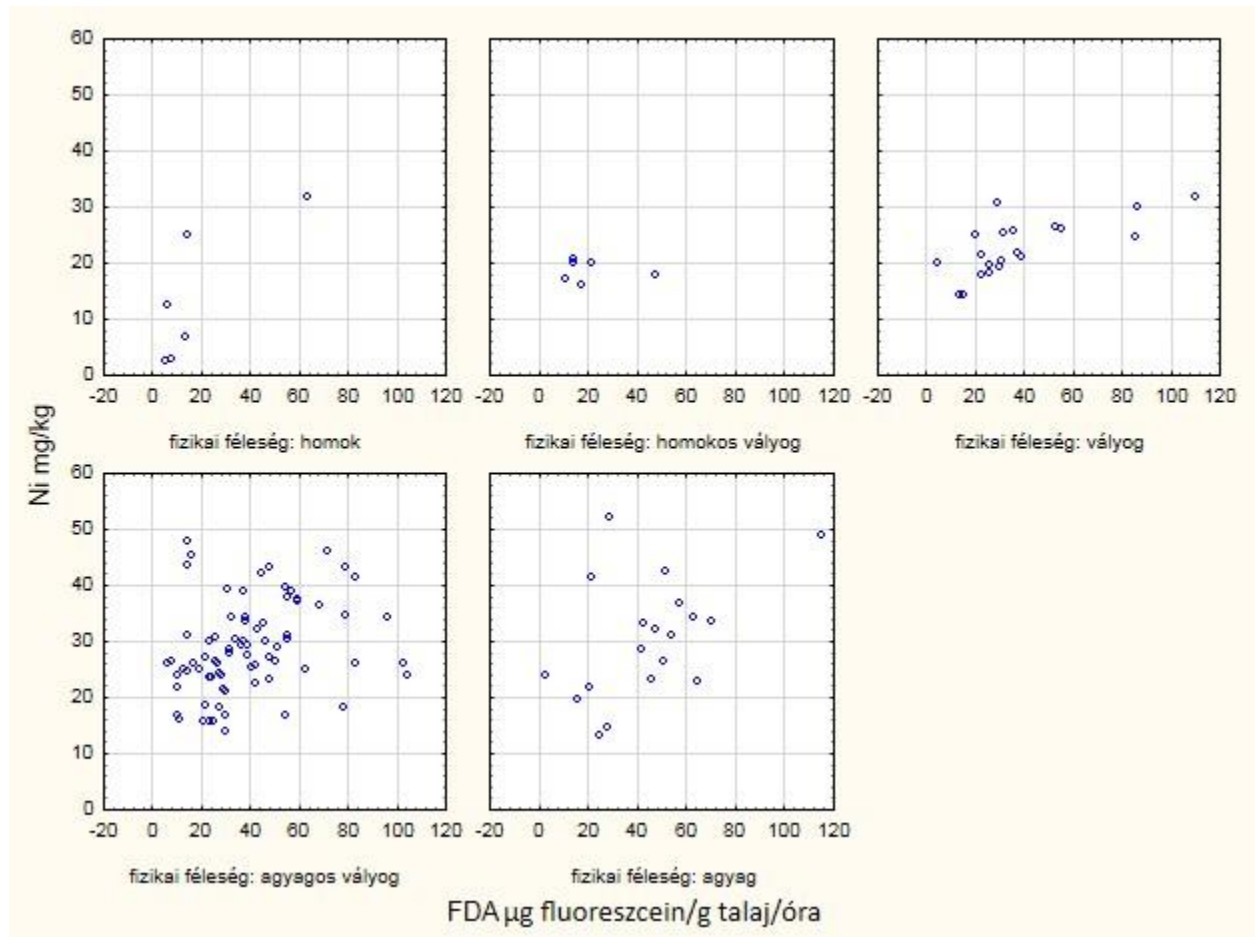 60
50
40
30
20
10
0
-20 0 20 40 60 80 100 120
-20 0 20 40 60 80 100 120
-20 0 20 40 60 80 100 120
fizikai féleség: homok
fizikai féleség: homokos vályog
fizikai féleség: vályog
Ni mg/kg
60
50
40
30
20
10
0
-20 0 20 40 60 80 100 120
-20 0 20 40 60 80 100 120
fizikai féleség: agyagos vályog
fizikai féleség: agyag
FDA µg fluoreszcein/g talaj/óra